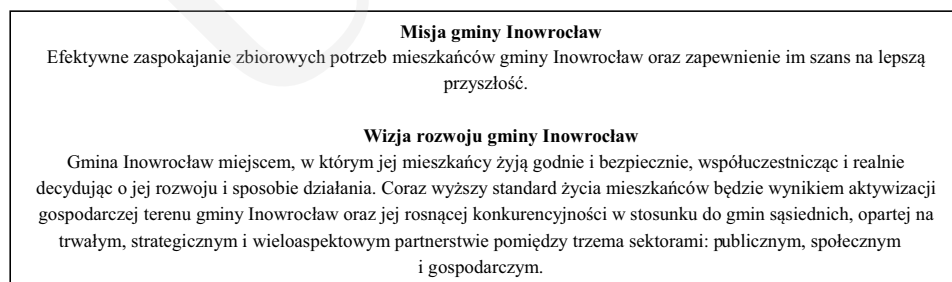 Misja gminy Inowrocław
Efektywne zaspokajanie zbiorowych potrzeb mieszkańców gminy Inowrocław oraz zapewnienie im szans na lepszą
przyszłość.
Wizja rozwoju gminy Inowrocław
Gmina Inowrocław miejscem, w którym jej mieszkańcy żyją godnie i bezpiecznie, współuczestnicząc i realnie
decydując o jej rozwoju i sposobie działania. Coraz wyższy standard życia mieszkańców będzie wynikiem aktywizacji
gospodarczej terenu gminy Inowrocław oraz jej rosnącej konkurencyjności w stosunku do gmin sąsiednich, opartej na
trwałym, strategicznym i wieloaspektowym partnerstwie pomiędzy trzema sektorami: publicznym, społecznym
i gospodarczym.